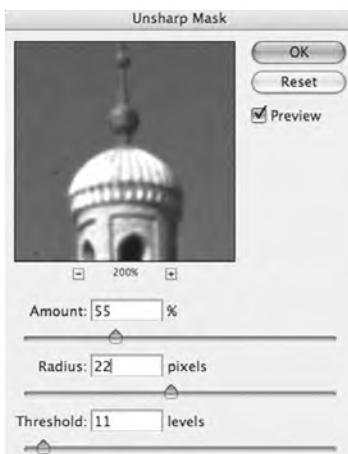 Unsharp Mask
OK
Reset
Preview
200%
Amount: 55 %
Radius: 22 pixels
Threshold: 11 levels